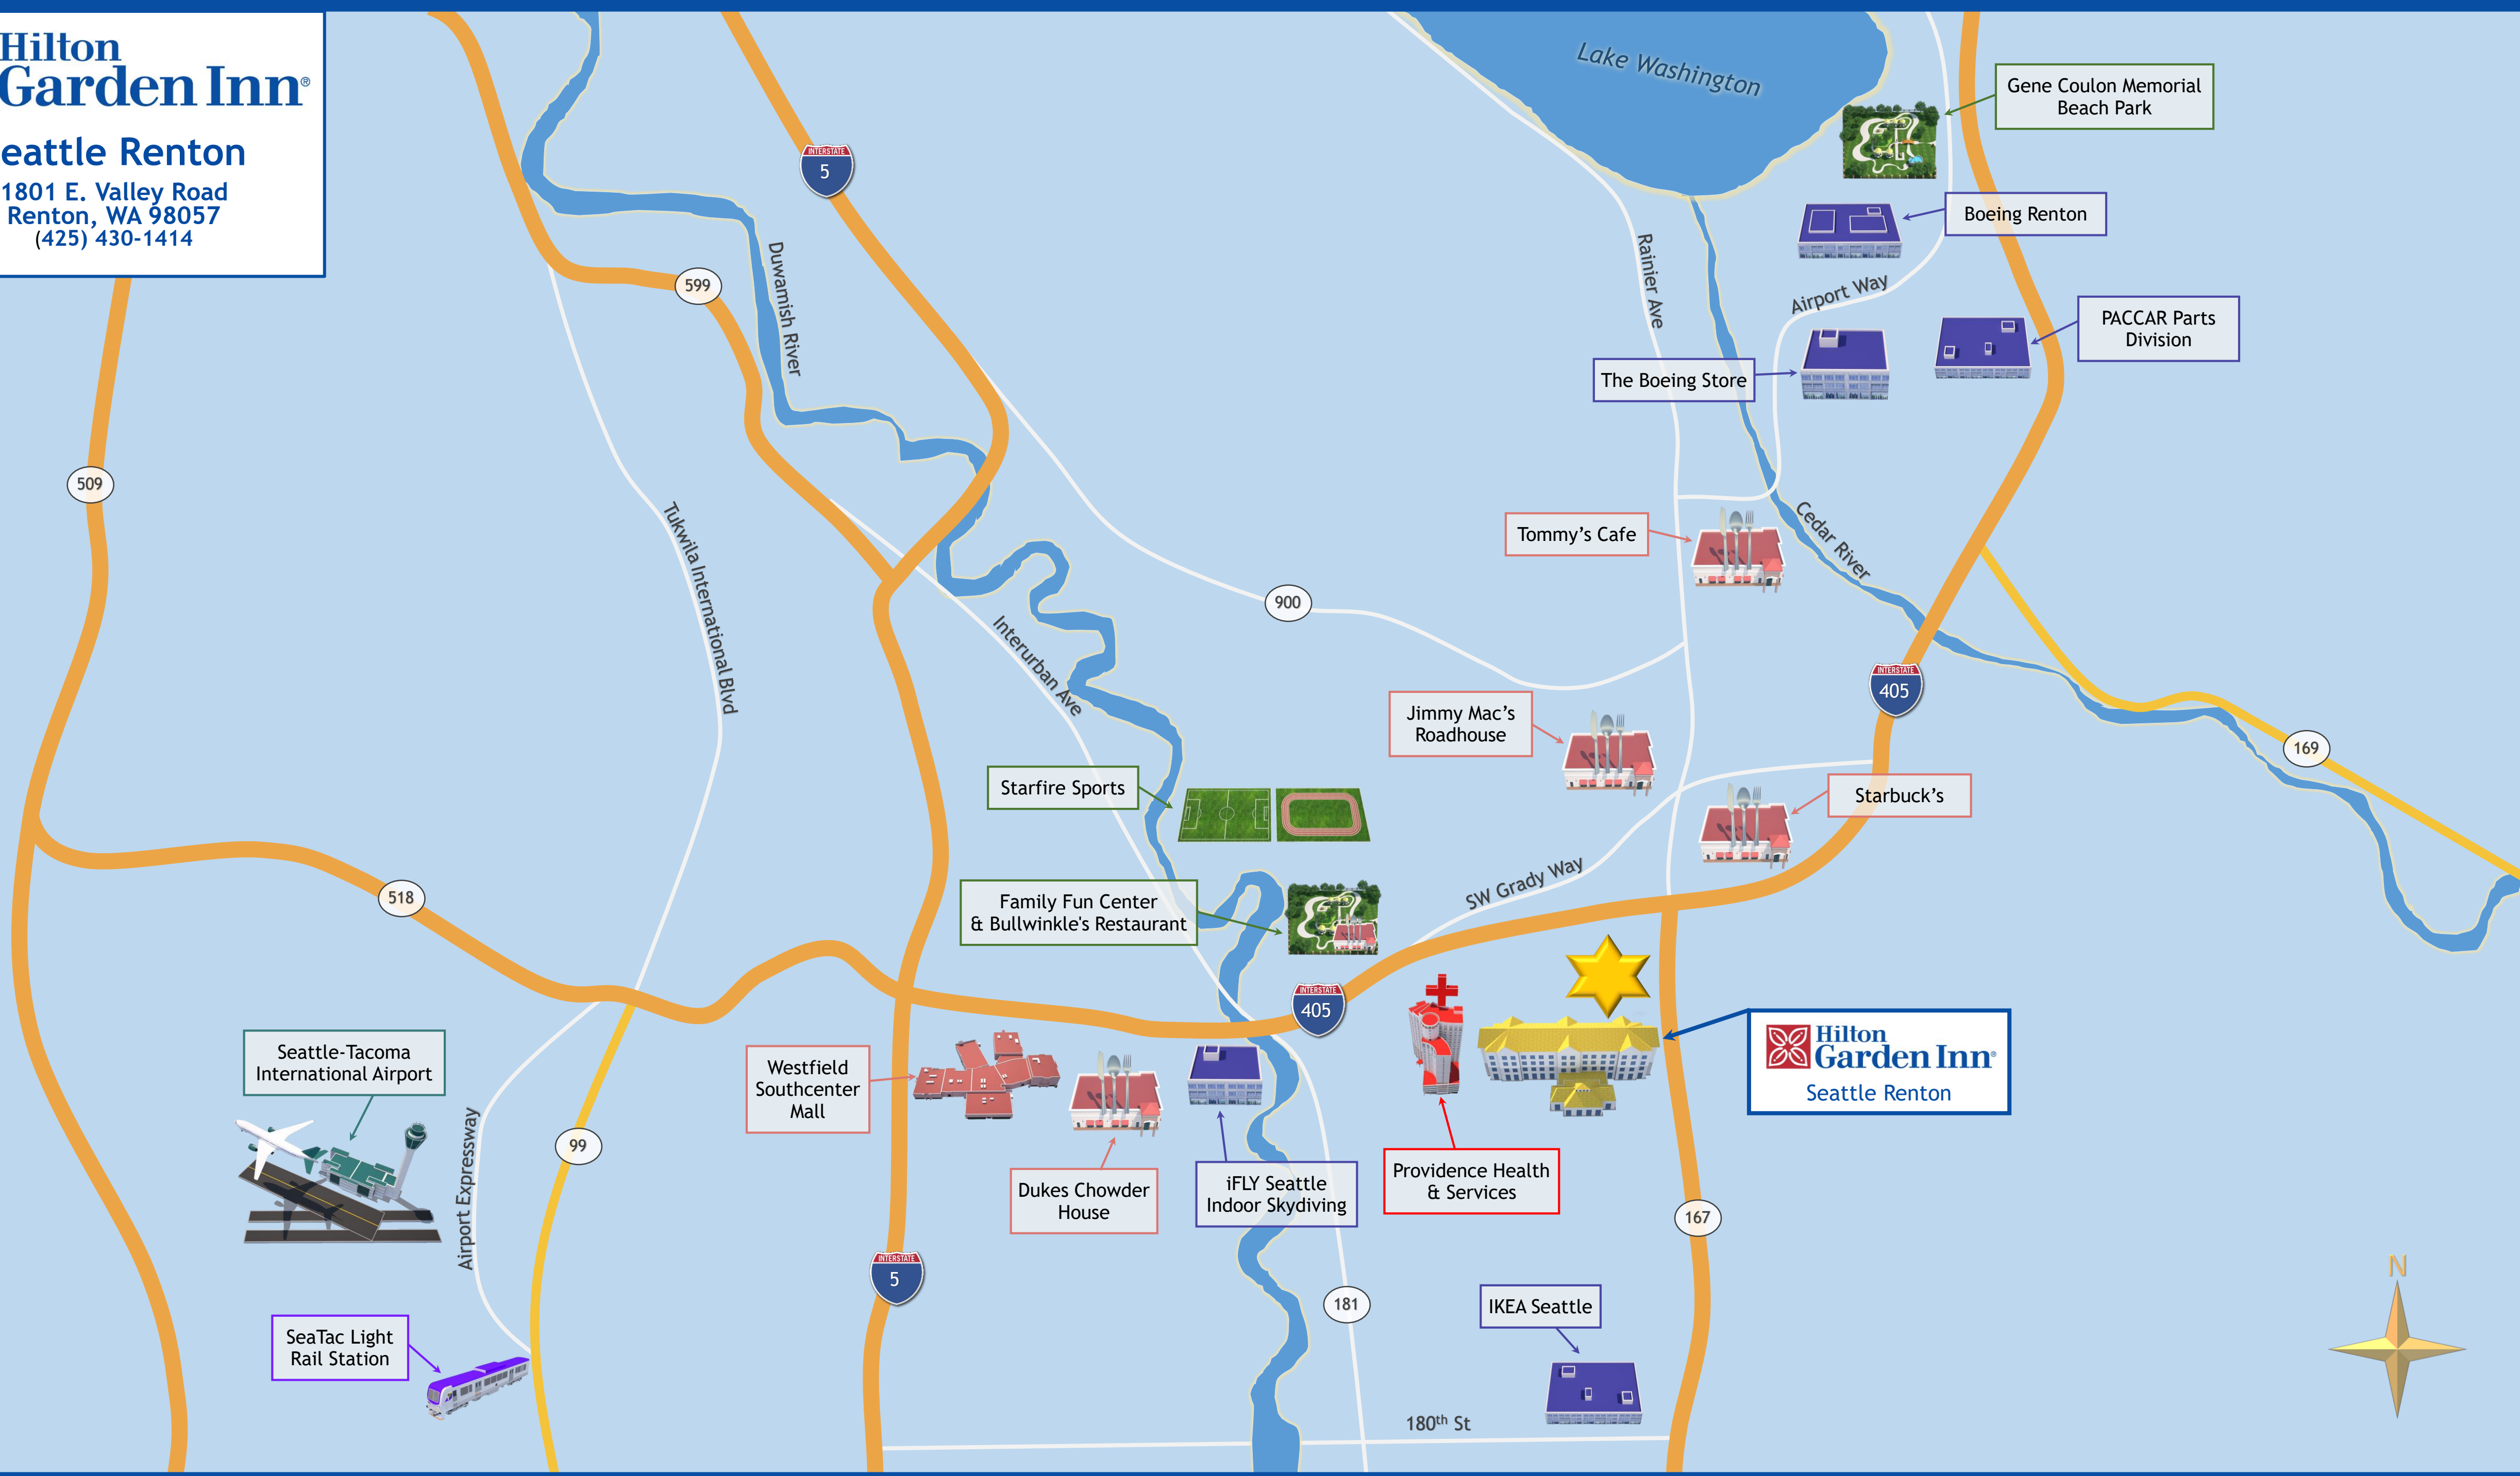 Hilton
Garden Inn®
eattle Renton
1801 E. Valley Road
Renton, WA 98057
(425) 430-1414
Lake Washington
Gene Coulon Memorial
Beach Park
INTERSTATE
5
Boeing Renton
Duwamish River
599
Rainier Ave
Airport Way
PACCAR Parts
Division
The Boeing Store
509
Tukwila International Blvd
Tommy's Cafe
Cedar River
900
Interurban Ave
INTERSTATE
405
Jimmy Mac's
Roadhouse
169
Starfire Sports
Starbuck's
518
SW Grady Way
Family Fun Center
& Bullwinkle's Restaurant
INTERSTATE
405
Seattle-Tacoma
International Airport
Westfield
Southcenter
Mall
Hilton
Garden Inn®
Seattle Renton
99
Airport Expressway
Dukes Chowder
House
iFLY Seattle
Indoor Skydiving
Providence Health
& Services
167
INTERSTATE
5
181
IKEA Seattle
N
SeaTac Light
Rail Station
180th St